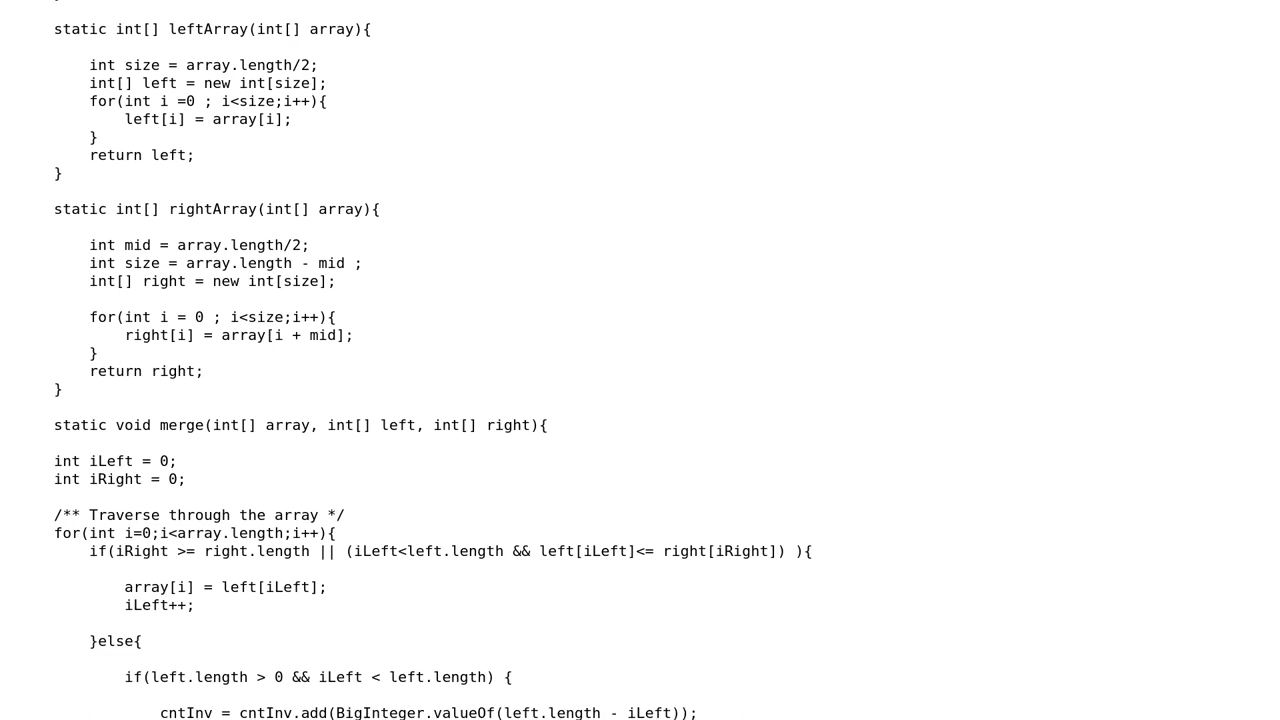 static int[] leftArray(int[] array){
int size = array.length/2;
int[] left = new int[size];
for(int i =0 ; i<size;i++){
left[i] = array[i];
}
return left;
}
static int[] rightArray(int[] array){
int mid = array.length/2;
int size = array.length - mid ;
int[] right = new int[size];
for(int i = 0 ; i<size;i++){
right[i] = array[i + mid];
}
return right;
}
static void merge(int[] array, int[] left, int[] right){
int iLeft = 0;
int iRight = 0;
/** Traverse through the array */
for(int i=0;i<array.length;i++){
if(iRight >= right.length || (iLeft<left.length && left[iLeft]<= right[iRight]) ){
array[i] = left[iLeft];
iLeft++;
}else{
if(left.length > 0 && iLeft < left.length) {
cntInv = cntInv.add(BigInteger.valueOf(left.length - iLeft));